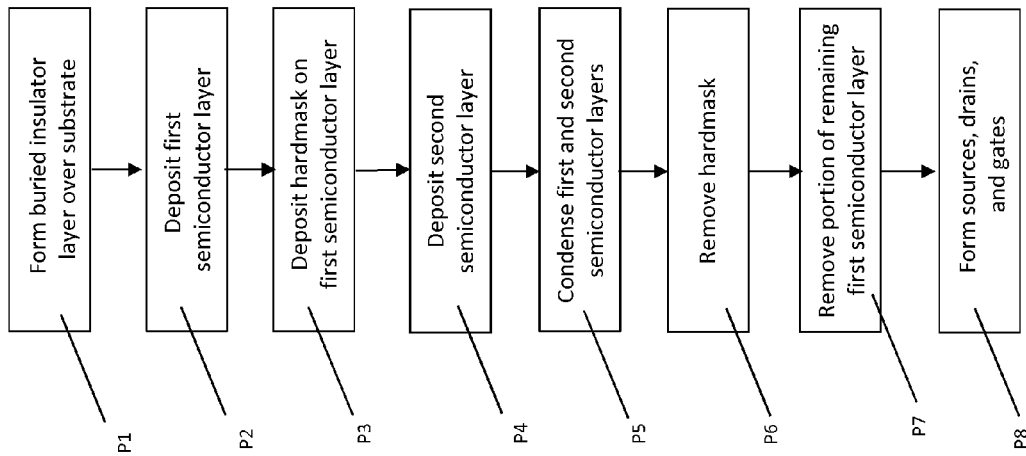 Form buried insulator
layer over substrate
P1
Deposit first
semiconductor layer
P2
Deposit hardmask on
first semiconductor layer
P3
Deposit second
semiconductor layer
P4
Condense first and second
semiconductor layers
P5
Remove hardmask
P6
Remove portion of remaining
first semiconductor layer
P7
Form sources, drains,
and gates
P8